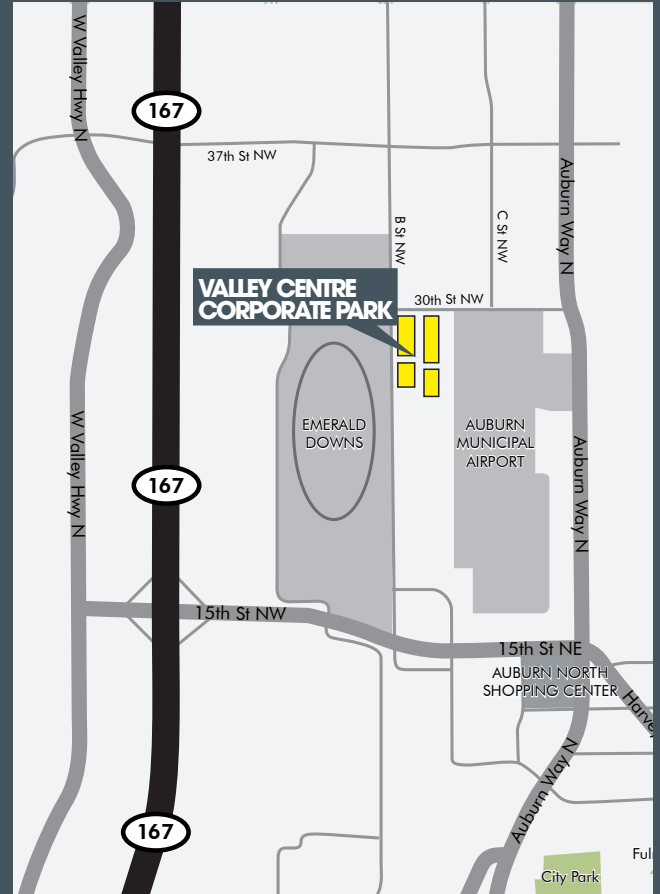 W Valley Hwy N
167
37th St NW
B St NW
C St NW
Auburn Way N
VALLEY CENTRE
CORPORATE PARK
30th St NW
EMERALD
DOWNS
AUBURN
MUNICIPAL
AIRPORT
W Valley Hwy N
167
Auburn Way N
15th St NW
15th St NE
AUBURN NORTH
SHOPPING CENTER
Auburn Way N
167
City Park